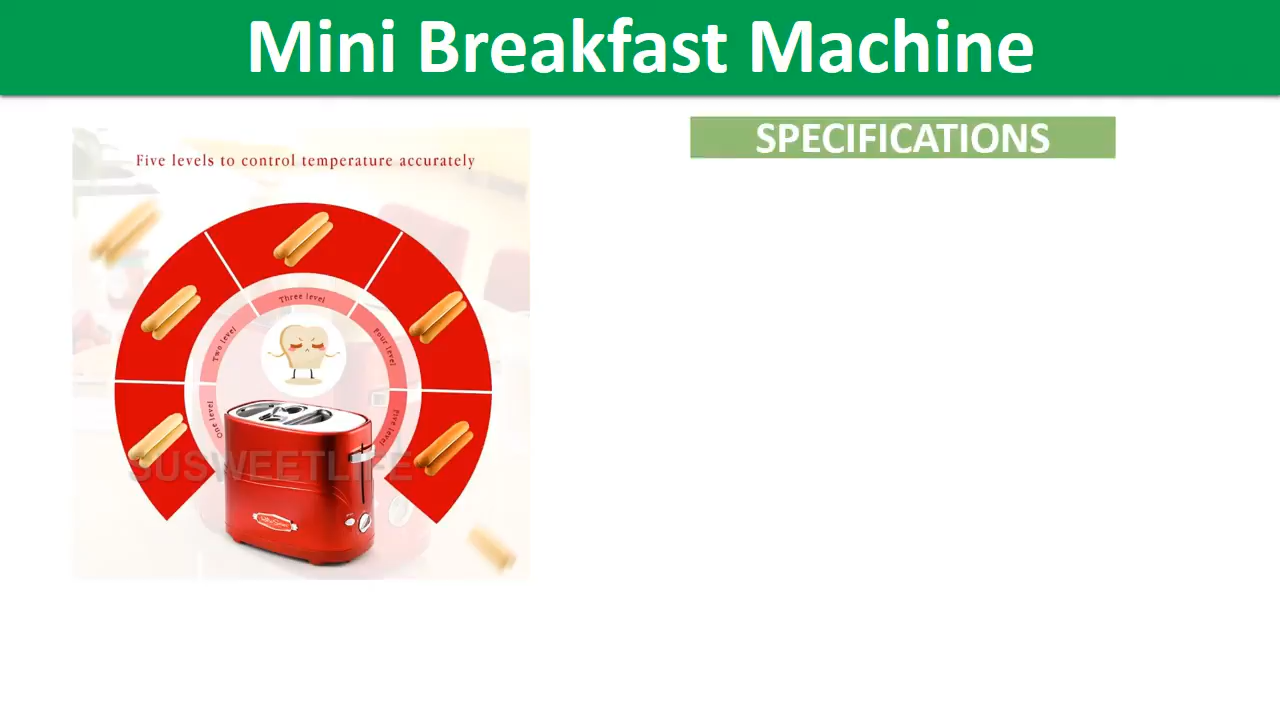 Mini Breakfast Machine
SPECIFICATIONS
Five levels to control temperature accurately
Three level
Two level
Four level
One level
Five level
SUSWEETLIFE